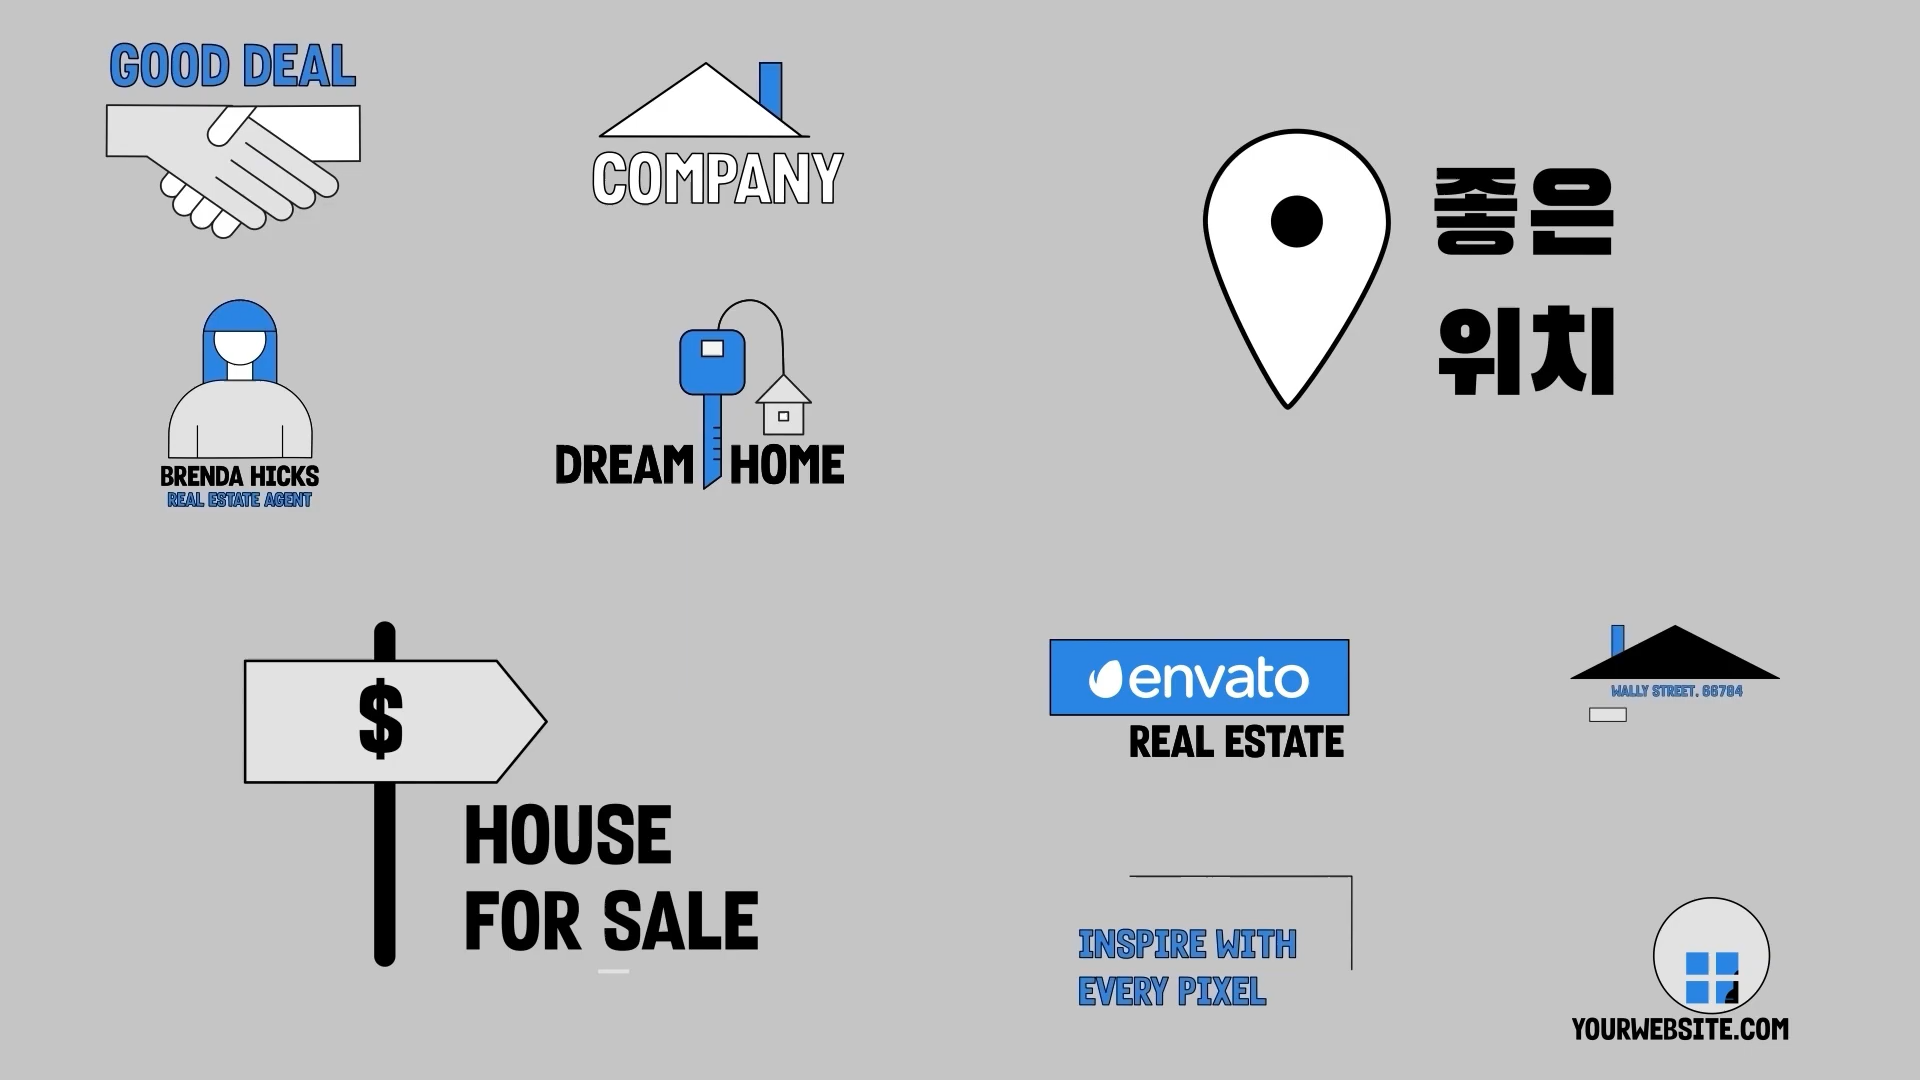 GOOD DEAL
COMPANY
좋은
위치
BRENDA HICKS
REAL ESTATE AGENT
DREAM HOME
$
HOUSE
FOR SALE
envato
REAL ESTATE
WALLY STREET, 66784
INSPIRE WITH
EVERY PIXEL
YOURWEBSITE.COM